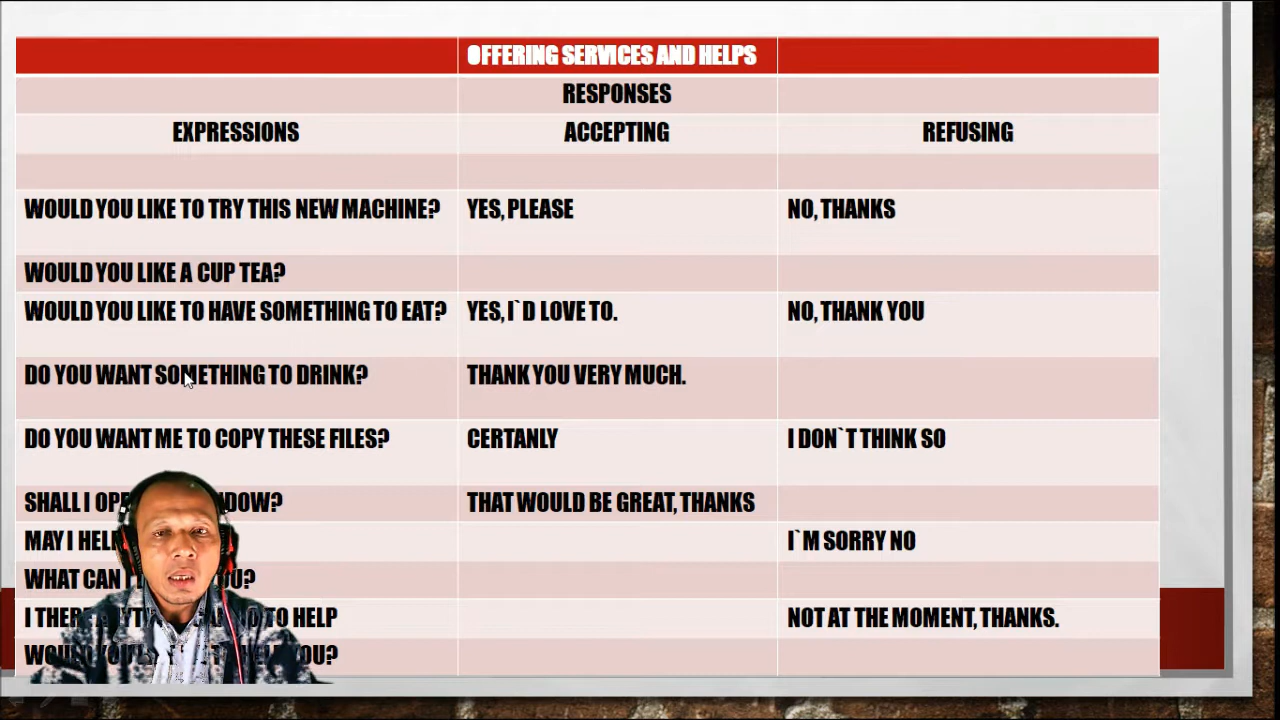 OFFERING SERVICES AND HELPS
RESPONSES
EXPRESSIONS ACCEPTING REFUSING
WOULD YOU LIKE TO TRY THIS NEW MACHINE? YES, PLEASE NO, THANKS
WOULD YOU LIKE A CUP TEA?
WOULD YOU LIKE TO HAVE SOMETHING TO EAT? YES, I`D LOVE TO. NO, THANK YOU
DO YOU WANT SOMETHING TO DRINK? THANK YOU VERY MUCH.
DO YOU WANT ME TO COPY THESE FILES? CERTANLY I DON`T THINK SO
SHALL I THAT WOULD BE GREAT, THANKS
MAY I I`M SORRY NO
WHAT CAN
I TO HELP NOT AT THE MOMENT, THANKS.